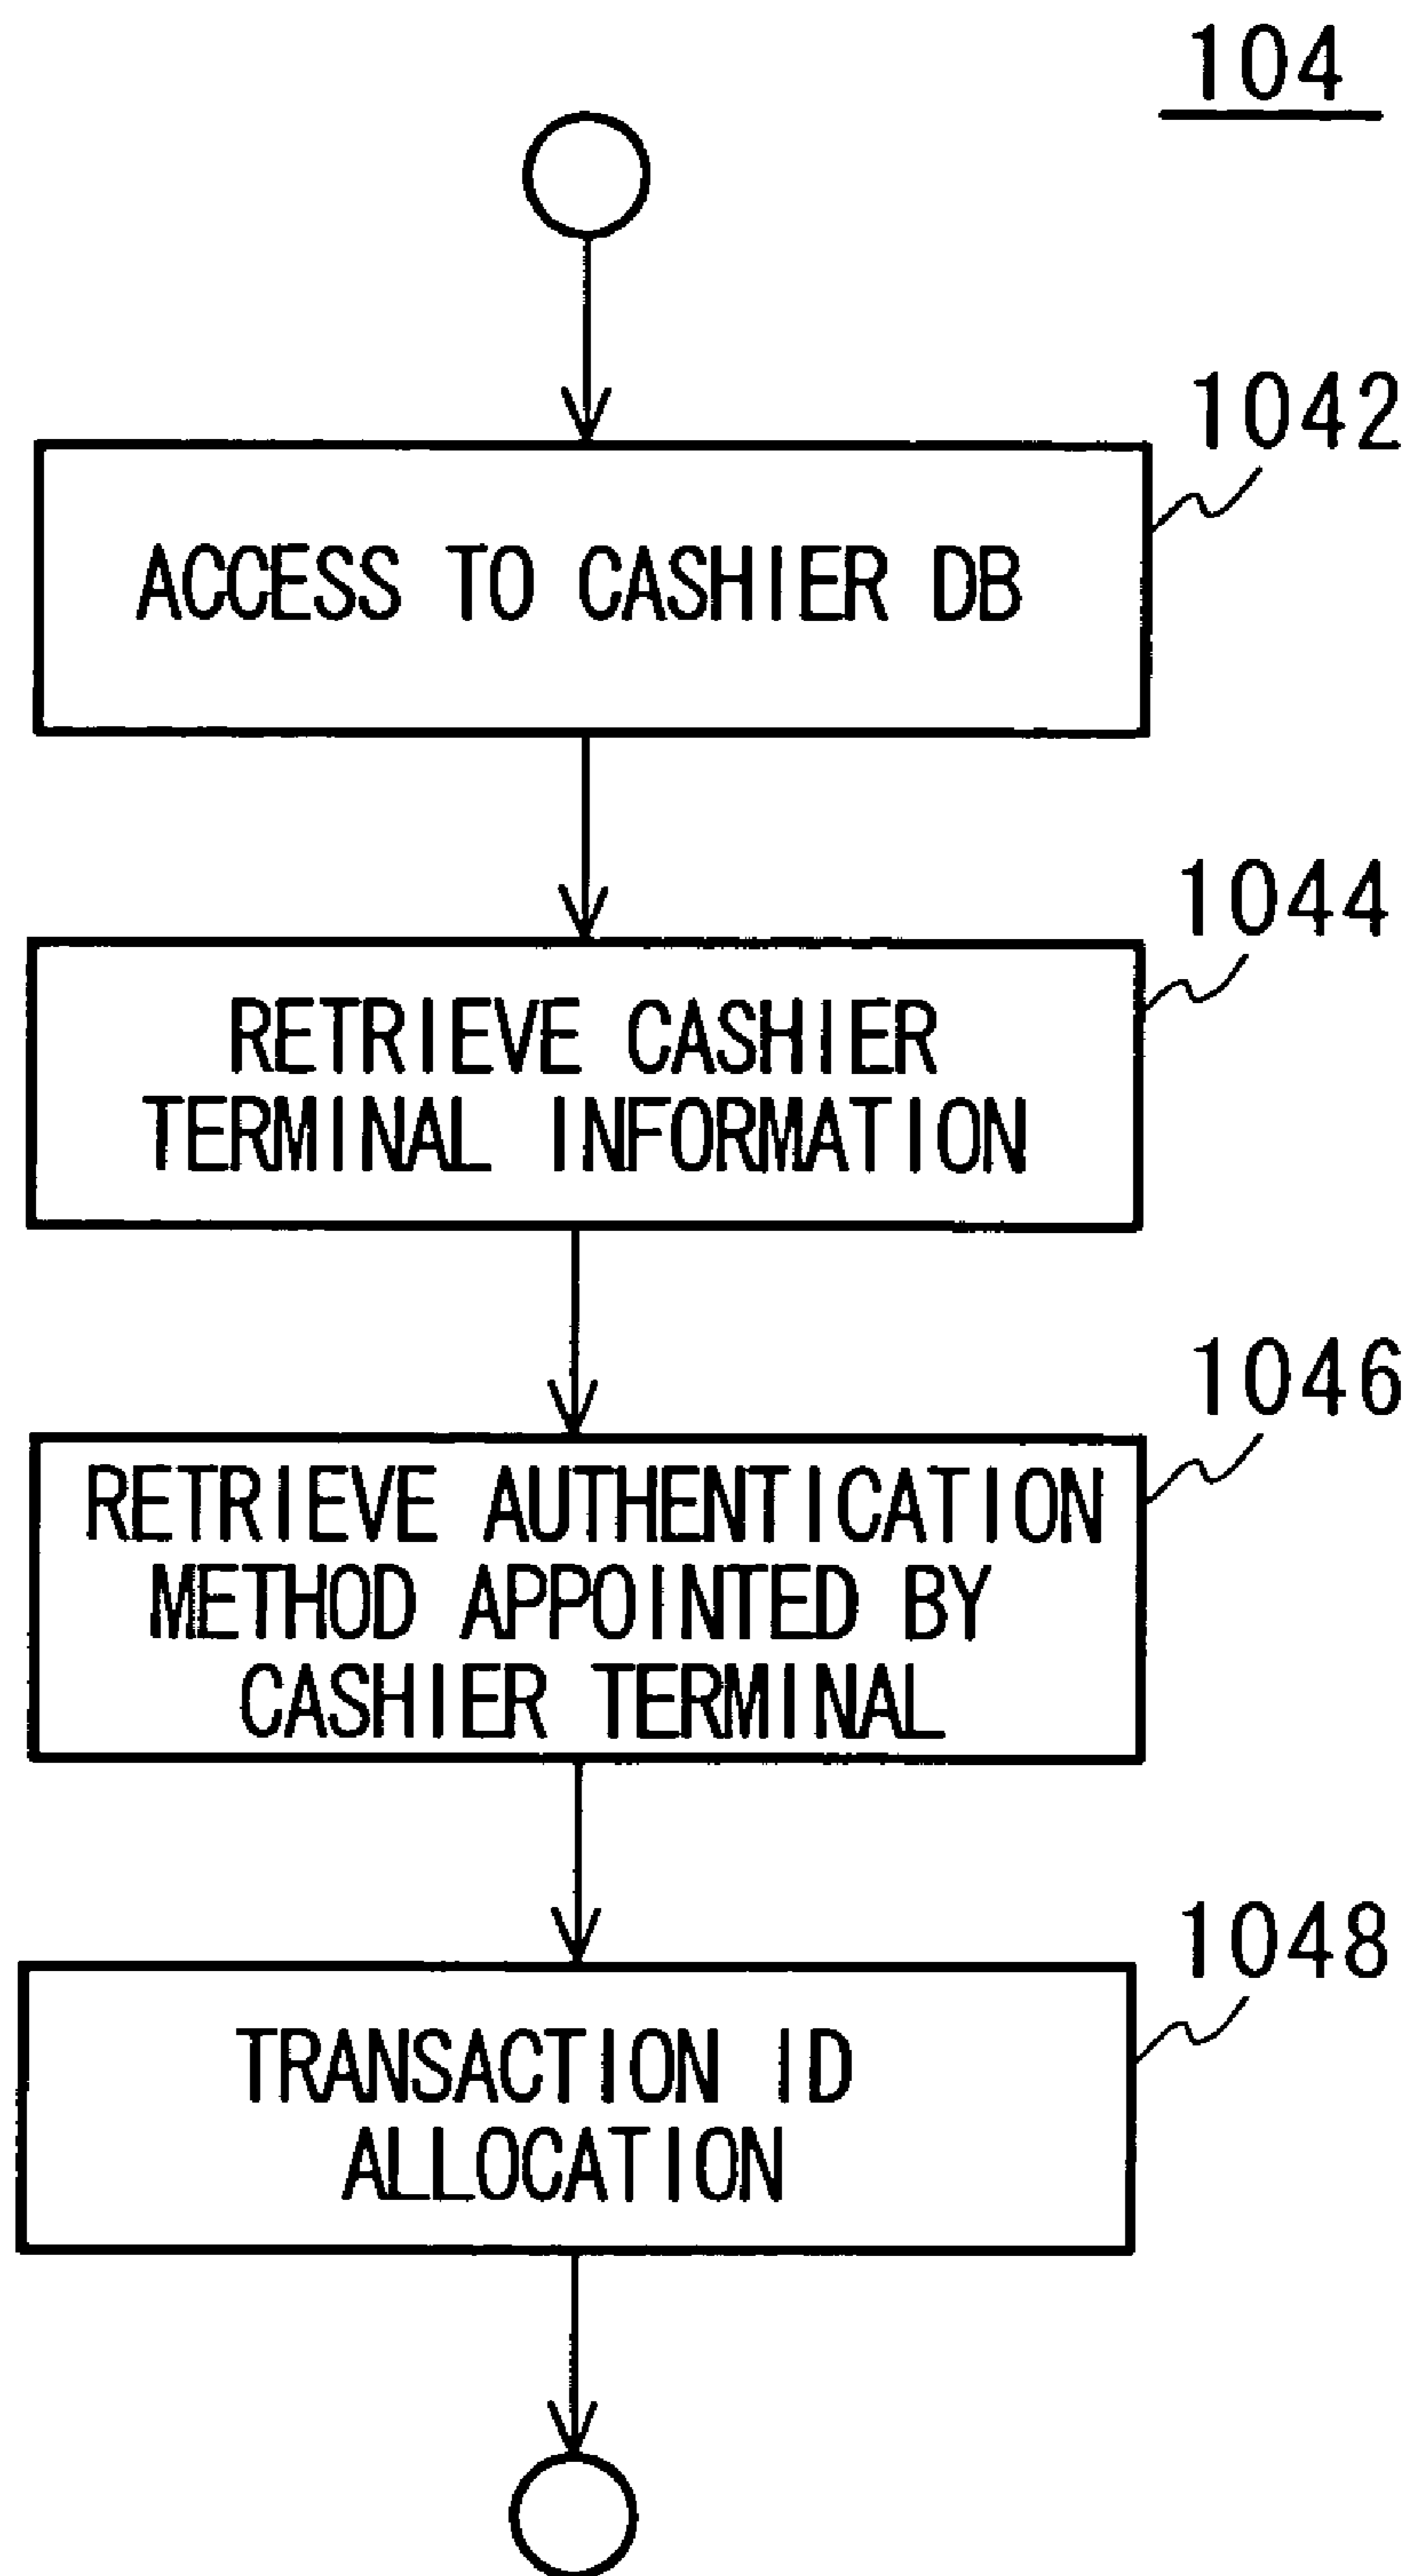 104
1042
ACCESS TO CASHIER DB
1044
RETRIEVE CASHIER
TERMINAL INFORMATION
1046
RETRIEVE AUTHENTICATION
METHOD APPOINTED BY
CASHIER TERMINAL
1048
TRANSACTION ID
ALLOCATION